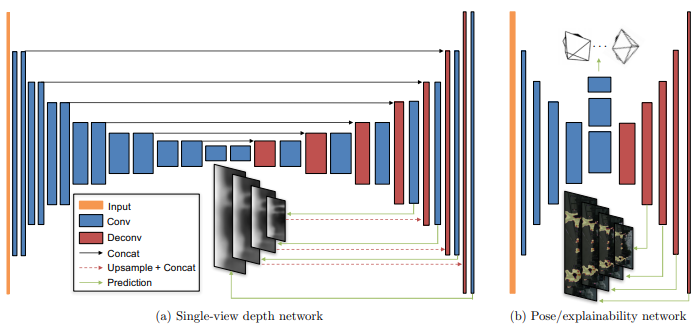 Input
Conv
Deconv
Concat
Upsample + Concat
Prediction
(a) Single-view depth network
(b) Pose/explainability network